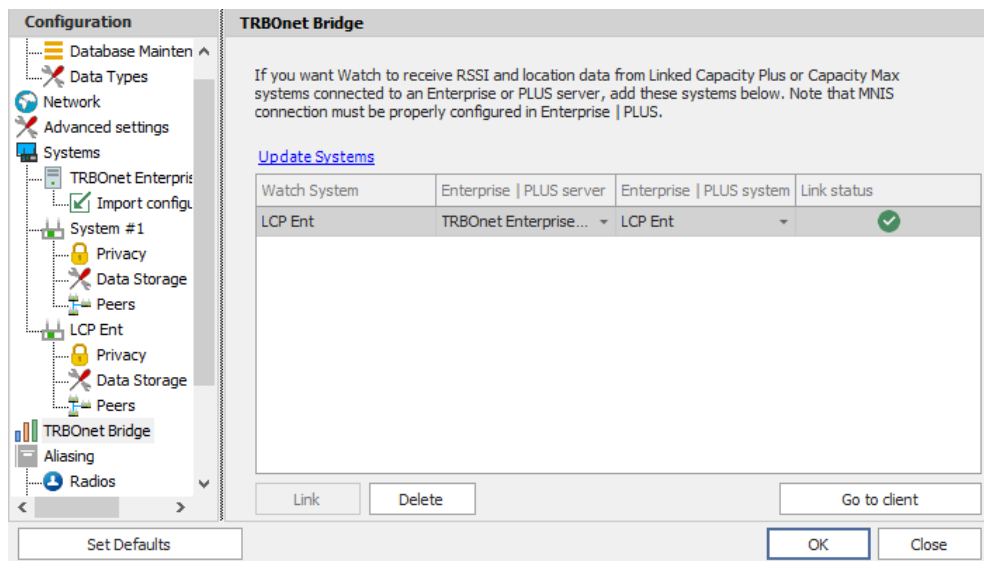 Configuration
Database Mainten
Data Types
Network
Advanced settings
Systems
TRBOnet Enterpris
Import configu
System #1
Privacy
Data Storage
Peers
LCP Ent
Privacy
Data Storage
Peers
TRBOnet Bridge
Aliasing
Radios
Set Defaults
TRBOnet Bridge
If you want Watch to receive RSSI and location data from Linked Capacity Plus or Capacity Max
systems connected to an Enterprise or PLUS server, add these systems below. Note that MNIS
connection must be properly configured in Enterprise | PLUS.
Update Systems
Watch System Enterprise | PLUS server Enterprise | PLUS system Link status
LCP Ent TRBOnet Enterprise... LCP Ent
Link Delete Go to client
OK Close